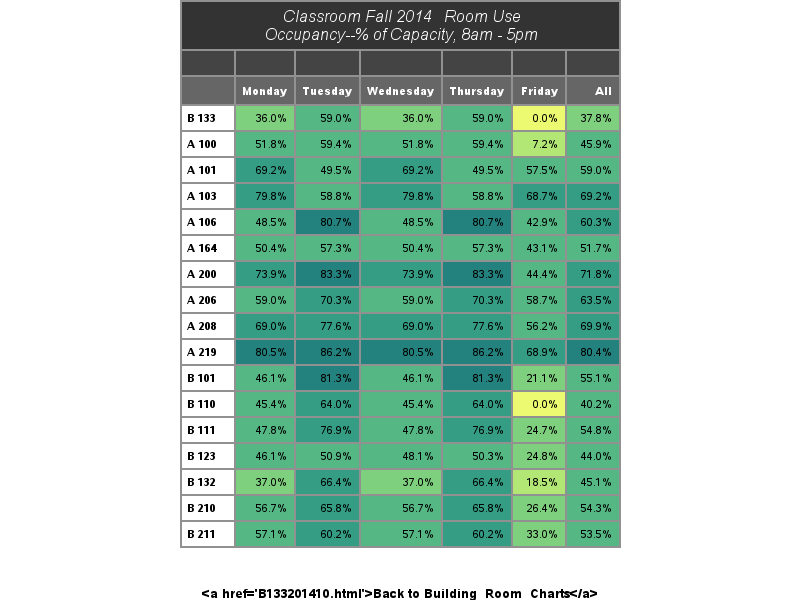 Classroom Fall 2014 Room Use
Occupancy--% of Capacity, 8am - 5pm
Monday Tuesday Wednesday Thursday Friday All
B 133 36.0% 59.0% 36.0% 59.0% 0.0% 37.8%
A 100 51.8% 59.4% 51.8% 59.4% 7.2% 45.9%
A 101 69.2% 49.5% 69.2% 49.5% 57.5% 59.0%
A 103 79.8% 58.8% 79.8% 58.8% 68.7% 69.2%
A 106 48.5% 80.7% 48.5% 80.7% 42.9% 60.3%
A 164 50.4% 57.3% 50.4% 57.3% 43.1% 51.7%
A 200 73.9% 83.3% 73.9% 83.3% 44.4% 71.8%
A 206 59.0% 70.3% 59.0% 70.3% 58.7% 63.5%
A 208 69.0% 77.6% 69.0% 77.6% 56.2% 69.9%
A 219 80.5% 86.2% 80.5% 86.2% 68.9% 80.4%
B 101 46.1% 81.3% 46.1% 81.3% 21.1% 55.1%
B 110 45.4% 64.0% 45.4% 64.0% 0.0% 40.2%
B 111 47.8% 76.9% 47.8% 76.9% 24.7% 54.8%
B 123 46.1% 50.9% 48.1% 50.3% 24.8% 44.0%
B 132 37.0% 66.4% 37.0% 66.4% 18.5% 45.1%
B 210 56.7% 65.8% 56.7% 65.8% 26.4% 54.3%
B 211 57.1% 60.2% 57.1% 60.2% 33.0% 53.5%
<a href='B133201410.html'>Back to Building_Room_Charts</a>